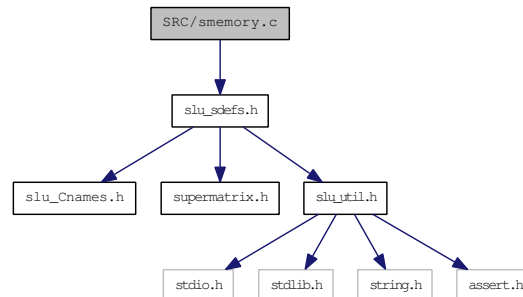 SRC/smemory.c
slu_sdefs.h
slu_Cnames.h
supermatrix.h
slu_util.h
stdio.h
stdlib.h
string.h
assert.h